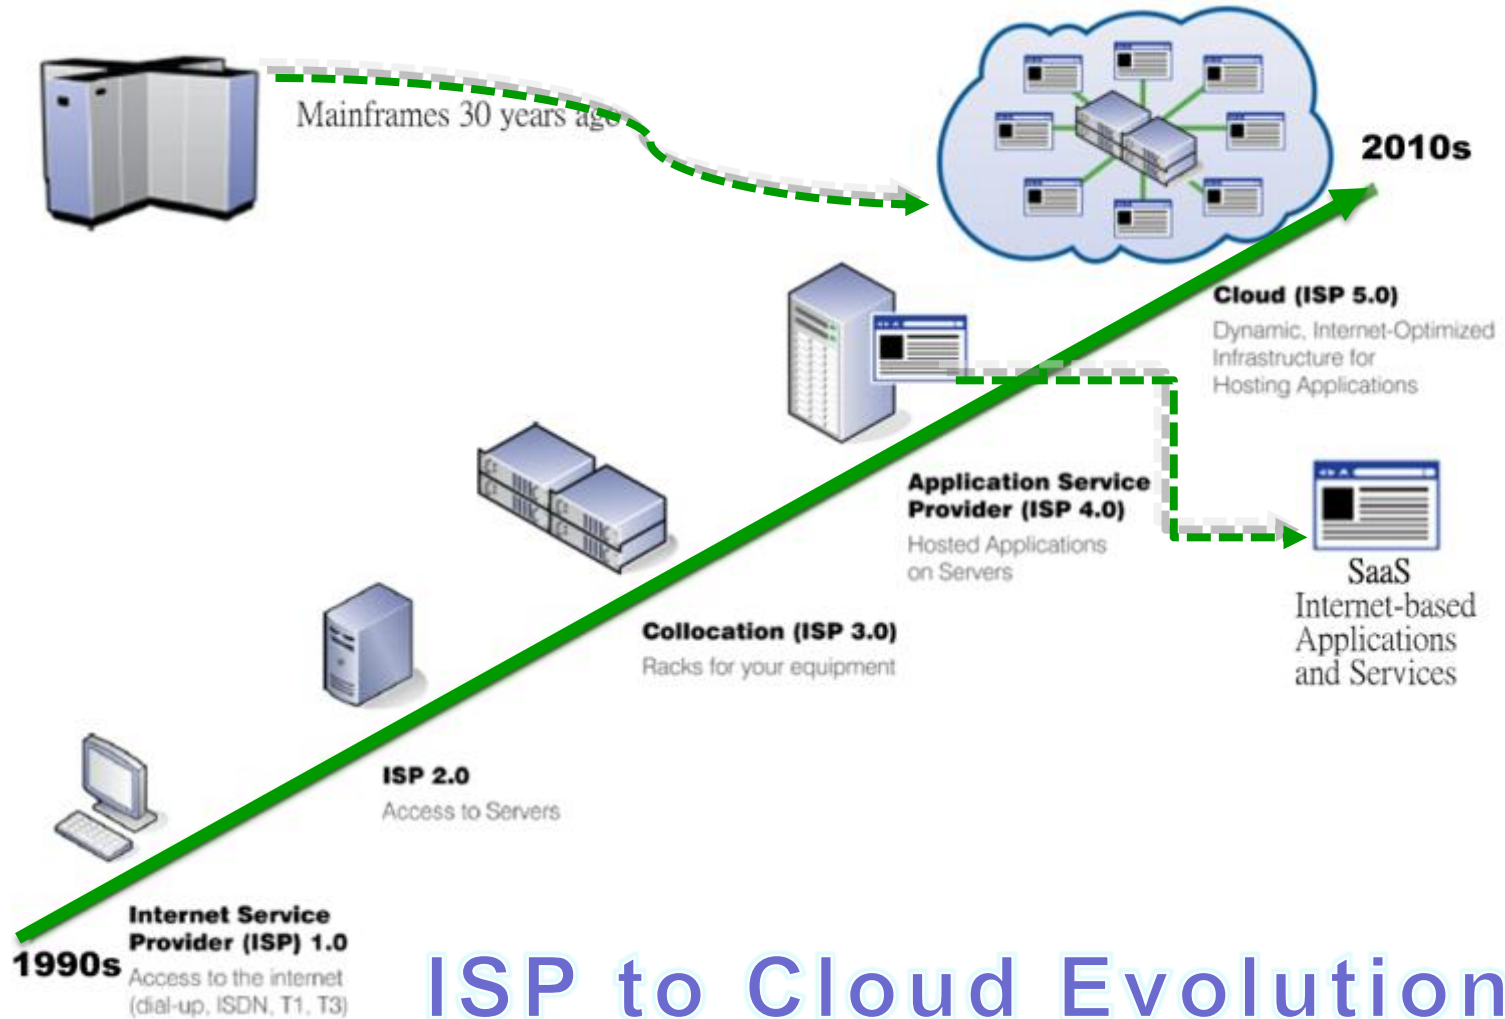 Mainframes 30 years ago
2010s
Cloud (ISP 5.0)
Dynamic, Internet-Optimized
Infrastructure for
Hosting Applications
Application Service
Provider (ISP 4.0)
Hosted Applications
on Servers
SaaS
Internet-based
Applications
and Services
Collocation (ISP 3.0)
Racks for your equipment
ISP 2.0
Access to Servers
Internet Service
Provider (ISP) 1.0
1990s
Access to the internet
(dial-up, ISDN, T1, T3)
ISP to Cloud Evolution